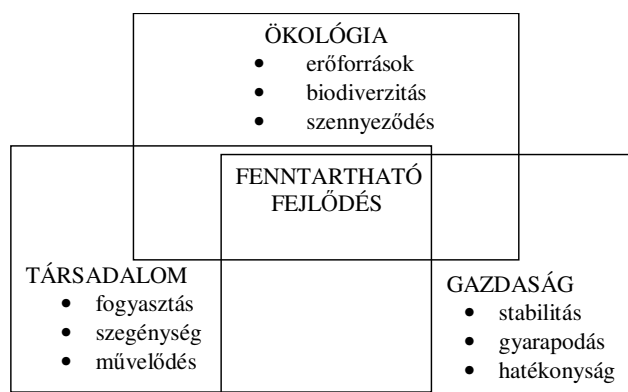 ÖKOLÓGIA
• erőforrások
• biodiverzitás
• szennyeződés
FENNTARTHATÓ
FEJLŐDÉS
TÁRSADALOM
• fogyasztás
• szegénység
• művelődés
GAZDASÁG
• stabilitás
• gyarapodás
• hatékonyság